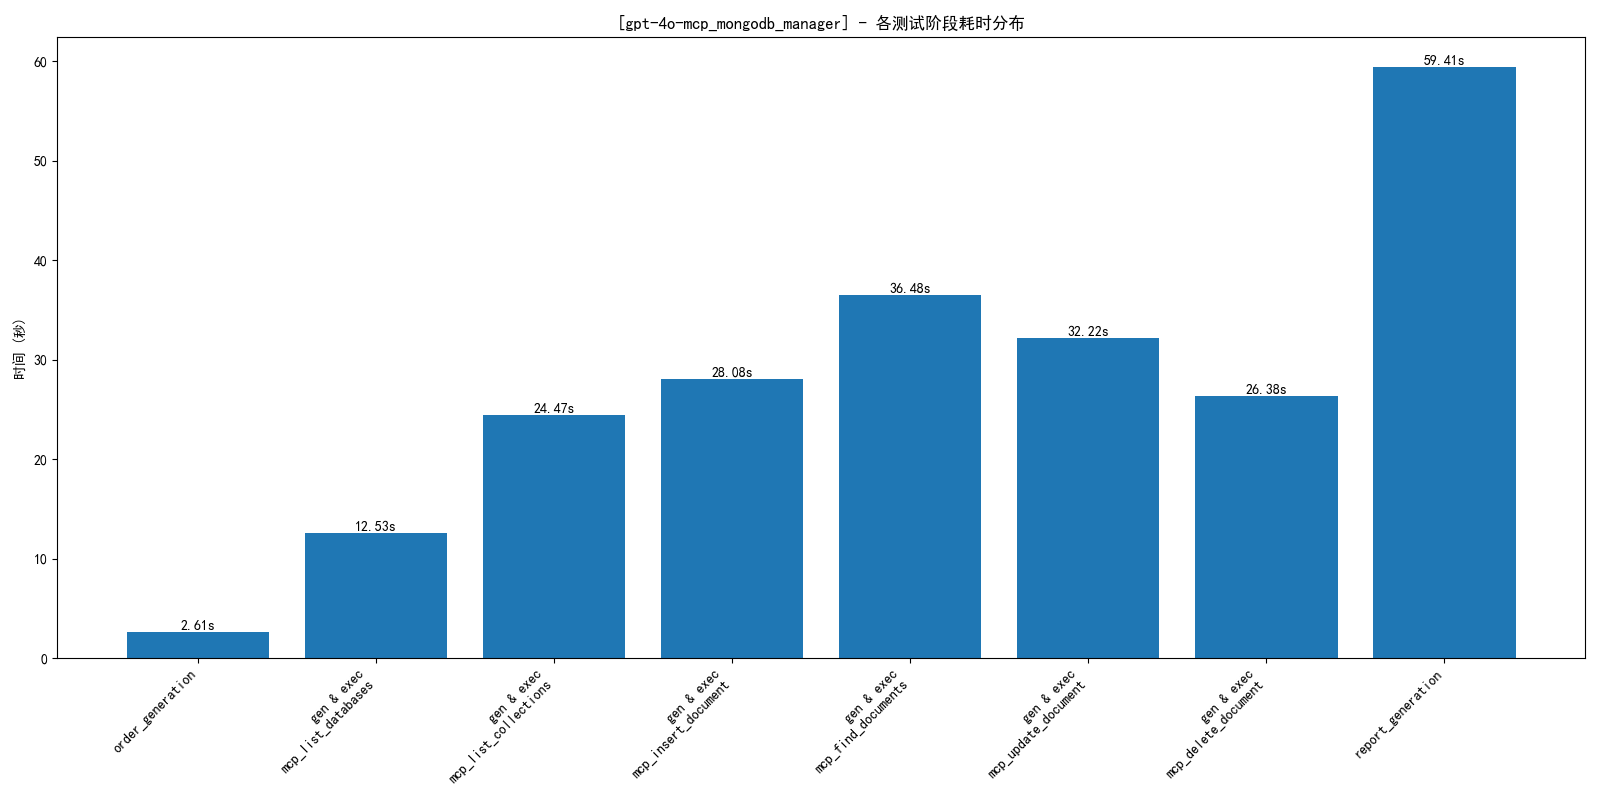 [gpt-4o-mcp_mongodb_manager] - 各测试阶段耗时分布
时间 (秒)
60
50
40
30
20
10
0
2.61s
12.53s
24.47s
28.08s
36.48s
32.22s
26.38s
59.41s
order_generation
gen & exec
mcp_list_databases
gen & exec
mcp_list_collections
gen & exec
mcp_insert_document
gen & exec
mcp_find_documents
gen & exec
mcp_update_document
gen & exec
mcp_delete_document
report_generation